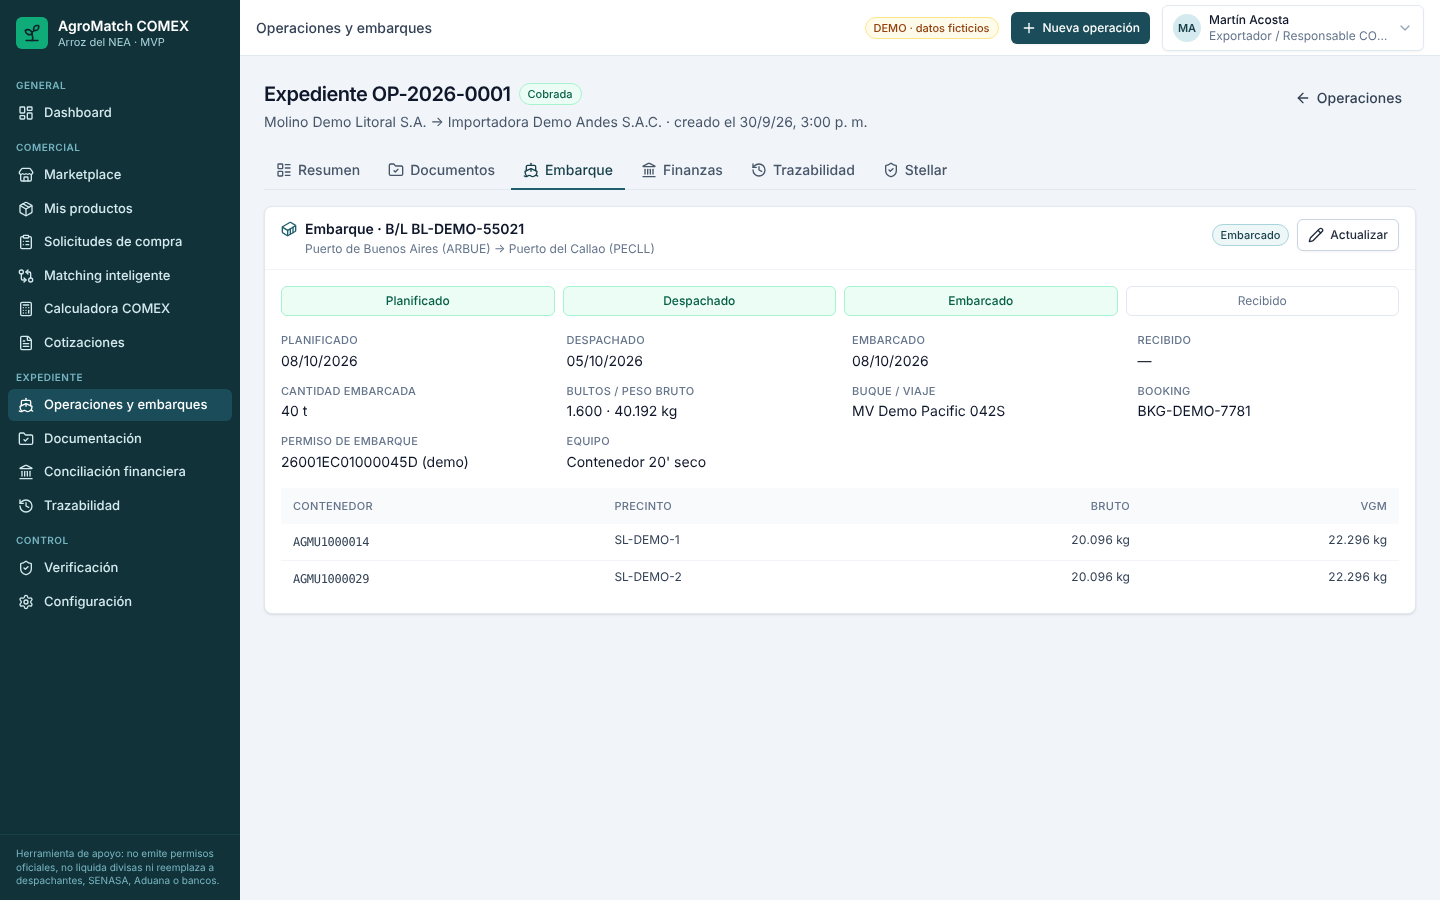 AgroMatch COMEX
Arroz del NEA · MVP
GENERAL
Dashboard
COMERCIAL
Marketplace
Mis productos
Solicitudes de compra
Matching inteligente
Calculadora COMEX
Cotizaciones
EXPEDIENTE
Operaciones y embarques
Documentación
Conciliación financiera
Trazabilidad
CONTROL
Verificación
Configuración
Herramienta de apoyo: no emite permisos
oficiales, no liquida divisas ni reemplaza a
despachantes, SENASA, Aduana o bancos.
Operaciones y embarques
DEMO · datos ficticios
Nueva operación
MA
Martín Acosta
Exportador / Responsable CO...
Expediente OP-2026-0001 Cobrada
Molino Demo Litoral S.A. → Importadora Demo Andes S.A.C. · creado el 30/9/26, 3:00 p. m.
← Operaciones
Resumen Documentos Embarque Finanzas Trazabilidad Stellar
Embarque · B/L BL-DEMO-55021
Puerto de Buenos Aires (ARBUE) → Puerto del Callao (PECLL)
Embarcado Actualizar
Planificado Despachado Embarcado Recibido
PLANIFICADO DESPACHADO EMBARCADO RECIBIDO
08/10/2026 05/10/2026 08/10/2026 —
CANTIDAD EMBARCADA BULTOS / PESO BRUTO BUQUE / VIAJE BOOKING
40 t 1.600 · 40.192 kg MV Demo Pacific 042S BKG-DEMO-7781
PERMISO DE EMBARQUE EQUIPO
26001EC01000045D (demo) Contenedor 20' seco
CONTENEDOR PRECINTO BRUTO VGM
AGMU1000014 SL-DEMO-1 20.096 kg 22.296 kg
AGMU1000029 SL-DEMO-2 20.096 kg 22.296 kg